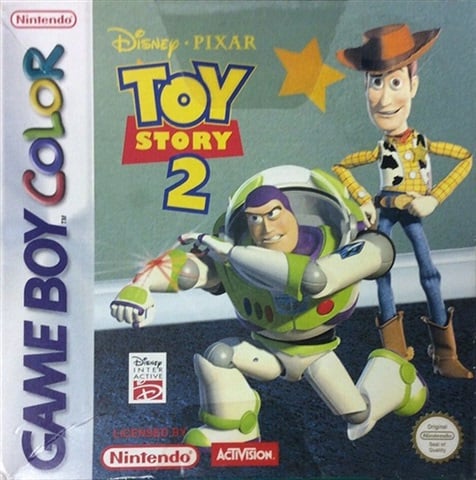 Nintendo
GAME BOY COLOR
TM
Disney · PIXAR
TOY
STORY
2
Disney
INTER
ACTIVE
LICENSED BY
Nintendo
ACTIVISION.
Original
Nintendo
Seal of
Quality